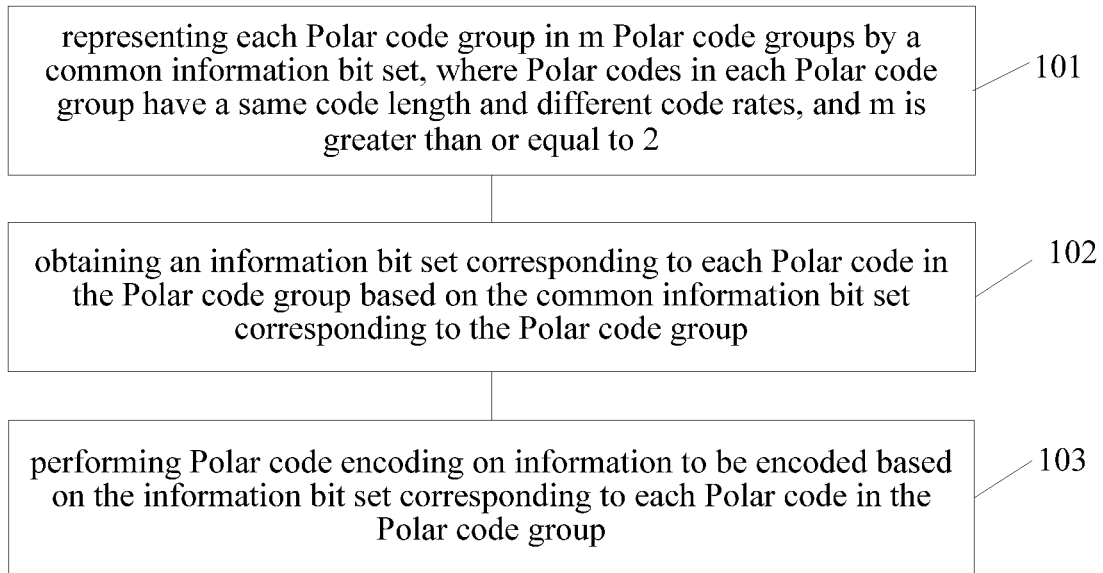 representing each Polar code group in m Polar code groups by a
common information bit set, where Polar codes in each Polar code
group have a same code length and different code rates, and m is
greater than or equal to 2
101
obtaining an information bit set corresponding to each Polar code in
the Polar code group based on the common information bit set
corresponding to the Polar code group
102
performing Polar code encoding on information to be encoded based
on the information bit set corresponding to each Polar code in the
Polar code group
103